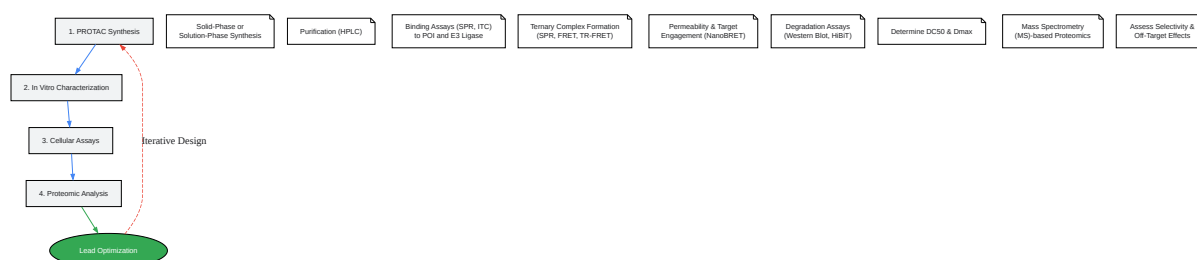 1. PROTAC Synthesis
Solid-Phase or
Solution-Phase Synthesis
Purification (HPLC)
Binding Assays (SPR, ITC)
to POI and E3 Ligase
Ternary Complex Formation
(SPR, FRET, TR-FRET)
Permeability & Target
Engagement (NanoBRET)
Degradation Assays
(Western Blot, HiBiT)
Determine DC50 & Dmax
Mass Spectrometry
(MS)-based Proteomics
Assess Selectivity &
Off-Target Effects
2. In Vitro Characterization
3. Cellular Assays
Iterative Design
4. Proteomic Analysis
Lead Optimization